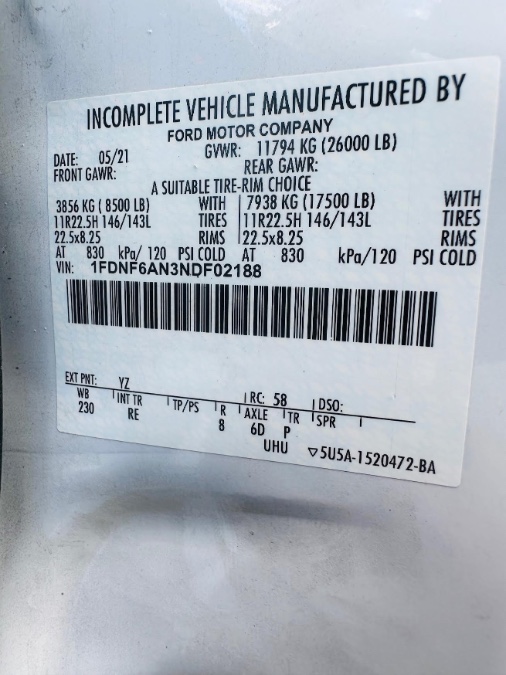 INCOMPLETE VEHICLE MANUFACTURED BY
FORD MOTOR COMPANY
DATE: 05/21 GVWR: 11794 KG (26000 LB)
FRONT GAWR: REAR GAWR:
A SUITABLE TIRE-RIM CHOICE
3856 KG ( 8500 LB) WITH 7938 KG (17500 LB) WITH
11R22.5H 146/143L TIRES 11R22.5H 146/143L TIRES
22.5x8.25 RIMS 22.5x8.25 RIMS
AT 830 kPa/ 120 PSI COLD AT 830 kPa/ 120 PSI COLD
VIN: 1FDNF6AN3NDF02188
EXT PNT: YZ RC: 58 DSO:
WB INT TR TP/PS R AXLE TR SPR
230 RE 8 6D P
UHU ▽5U5A-1520472-BA